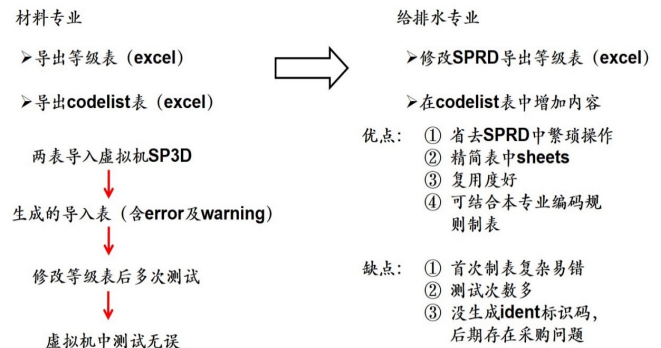 材料专业
➢导出等级表（excel）
➢导出codelist表（excel）
两表导入虚拟机SP3D
生成的导入表（含error及warning）
修改等级表后多次测试
虚拟机中测试无误
给排水专业
➢修改SPRD导出等级表（excel）
➢在codelist表中增加内容
优点： ① 省去SPRD中繁琐操作
② 精简表中sheets
③ 复用度好
④ 可结合本专业编码规
则制表
缺点： ① 首次制表复杂易错
② 测试次数多
③ 没生成ident标识码，
后期存在采购问题